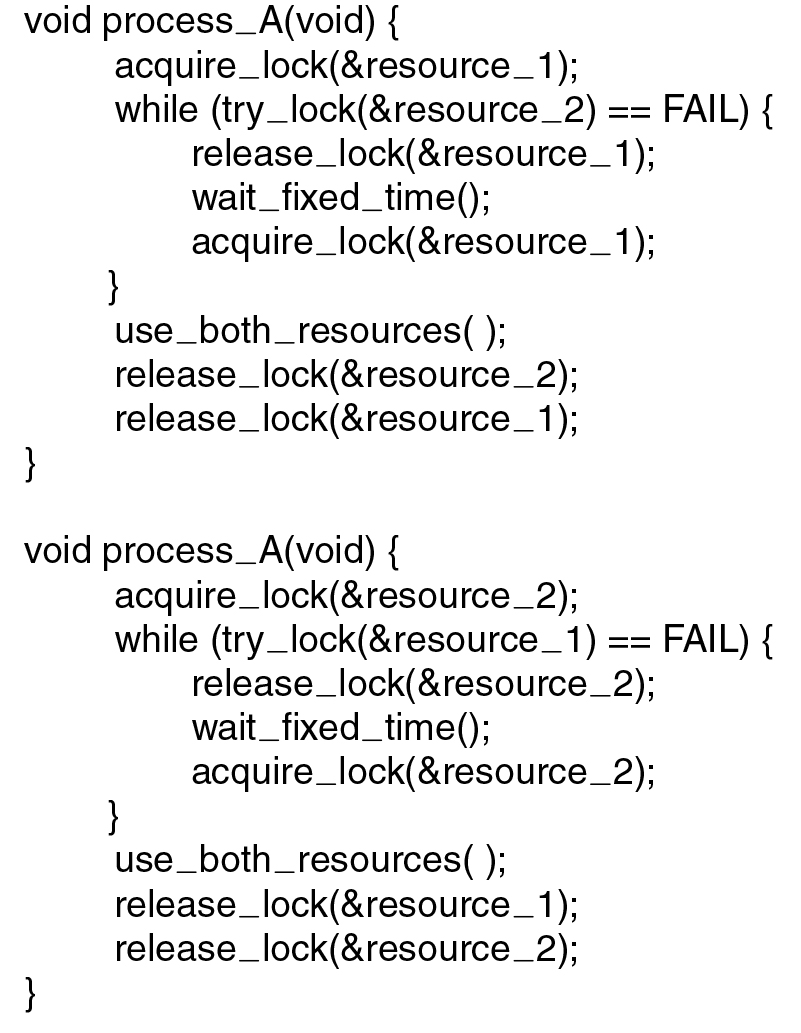 void process_A(void) {
acquire_lock(&resource_1);
while (try_lock(&resource_2) == FAIL) {
release_lock(&resource_1);
wait_fixed_time();
acquire_lock(&resource_1);
}
use_both_resources( );
release_lock(&resource_2);
release_lock(&resource_1);
}
void process_A(void) {
acquire_lock(&resource_2);
while (try_lock(&resource_1) == FAIL) {
release_lock(&resource_2);
wait_fixed_time();
acquire_lock(&resource_2);
}
use_both_resources( );
release_lock(&resource_1);
release_lock(&resource_2);
}